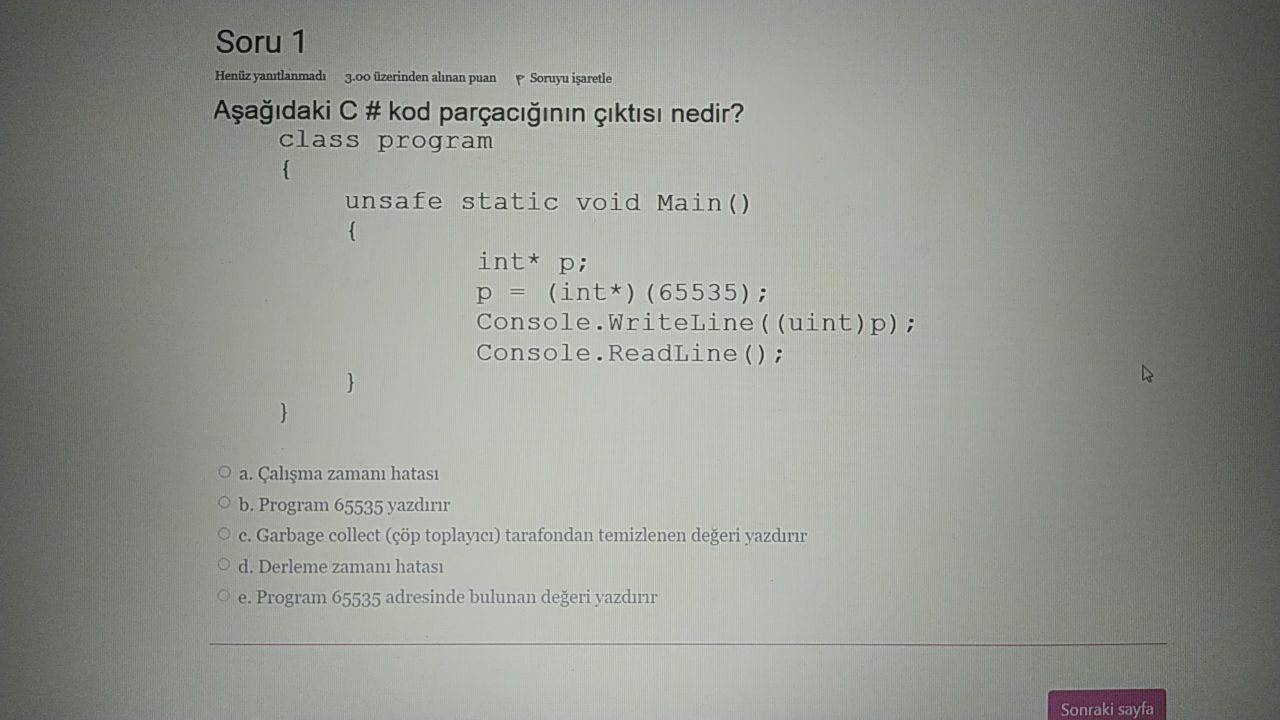 Soru 1
Henüz yanıtlanmadı 3.00 üzerinden alınan puan Soruyu işaretle
Aşağıdaki C # kod parçacığının çıktısı nedir?
class program
{
unsafe static void Main()
{
int* p;
p = (int*)(65535);
Console.WriteLine((uint)p);
Console.ReadLine();
}
}
a. Çalışma zamanı hatası
b. Program 65535 yazdırır
c. Garbage collect (çöp toplayıcı) tarafondan temizlenen değeri yazdırır
d. Derleme zamanı hatası
e. Program 65535 adresinde bulunan değeri yazdırır
Sonraki sayfa